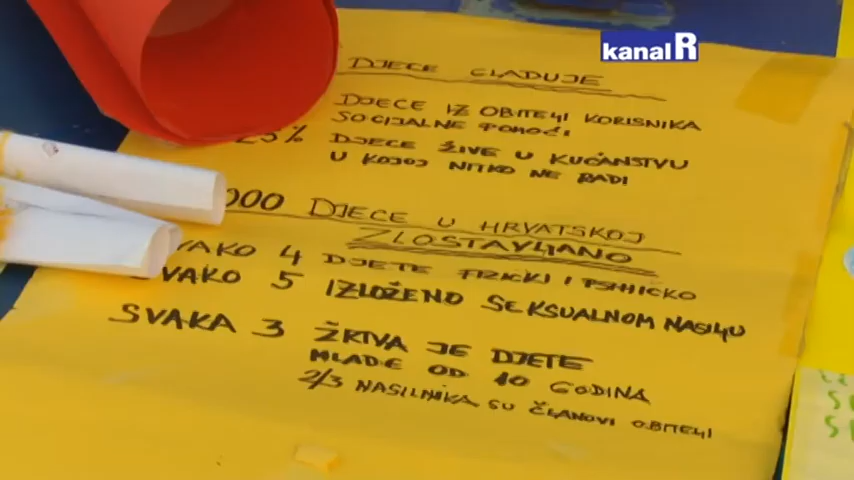 kanalR
DJECE GLADUJE
DJECE IZ OBITELJI KORISNIKA
SOCIJALNE POMOĆI
25% DJECE ŽIVE U KUĆANSTVU
U KOJOJ NITKO NE RADI
000 DJECE U HRVATSKOJ
ZLOSTAVLJANO
VAKO 4 DIJETE FIZIČKI I PSIHIČKO
VAKO 5 IZLOŽENO SEKSUALNOM NASILJU
SVAKA 3 ŽRTVA JE DIJETE
MLAĐE OD 10 GODINA
2/3 NASILNIKA SU ČLANOVI OBITELJI